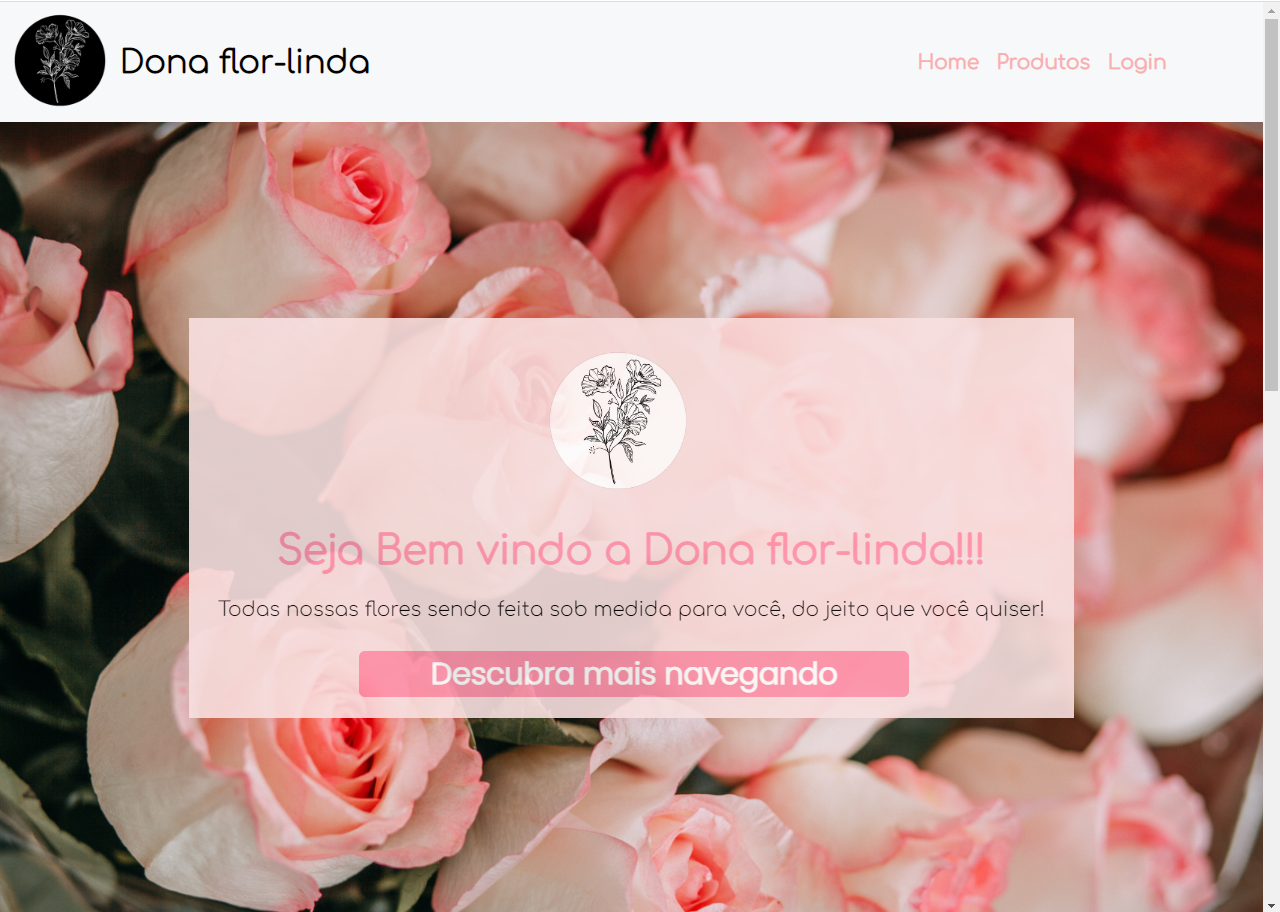 Dona flor-linda
Home Produtos Login
Seja Bem vindo a Dona flor-linda!!!
Todas nossas flores sendo feita sob medida para você, do jeito que você quiser!
Descubra mais navegando